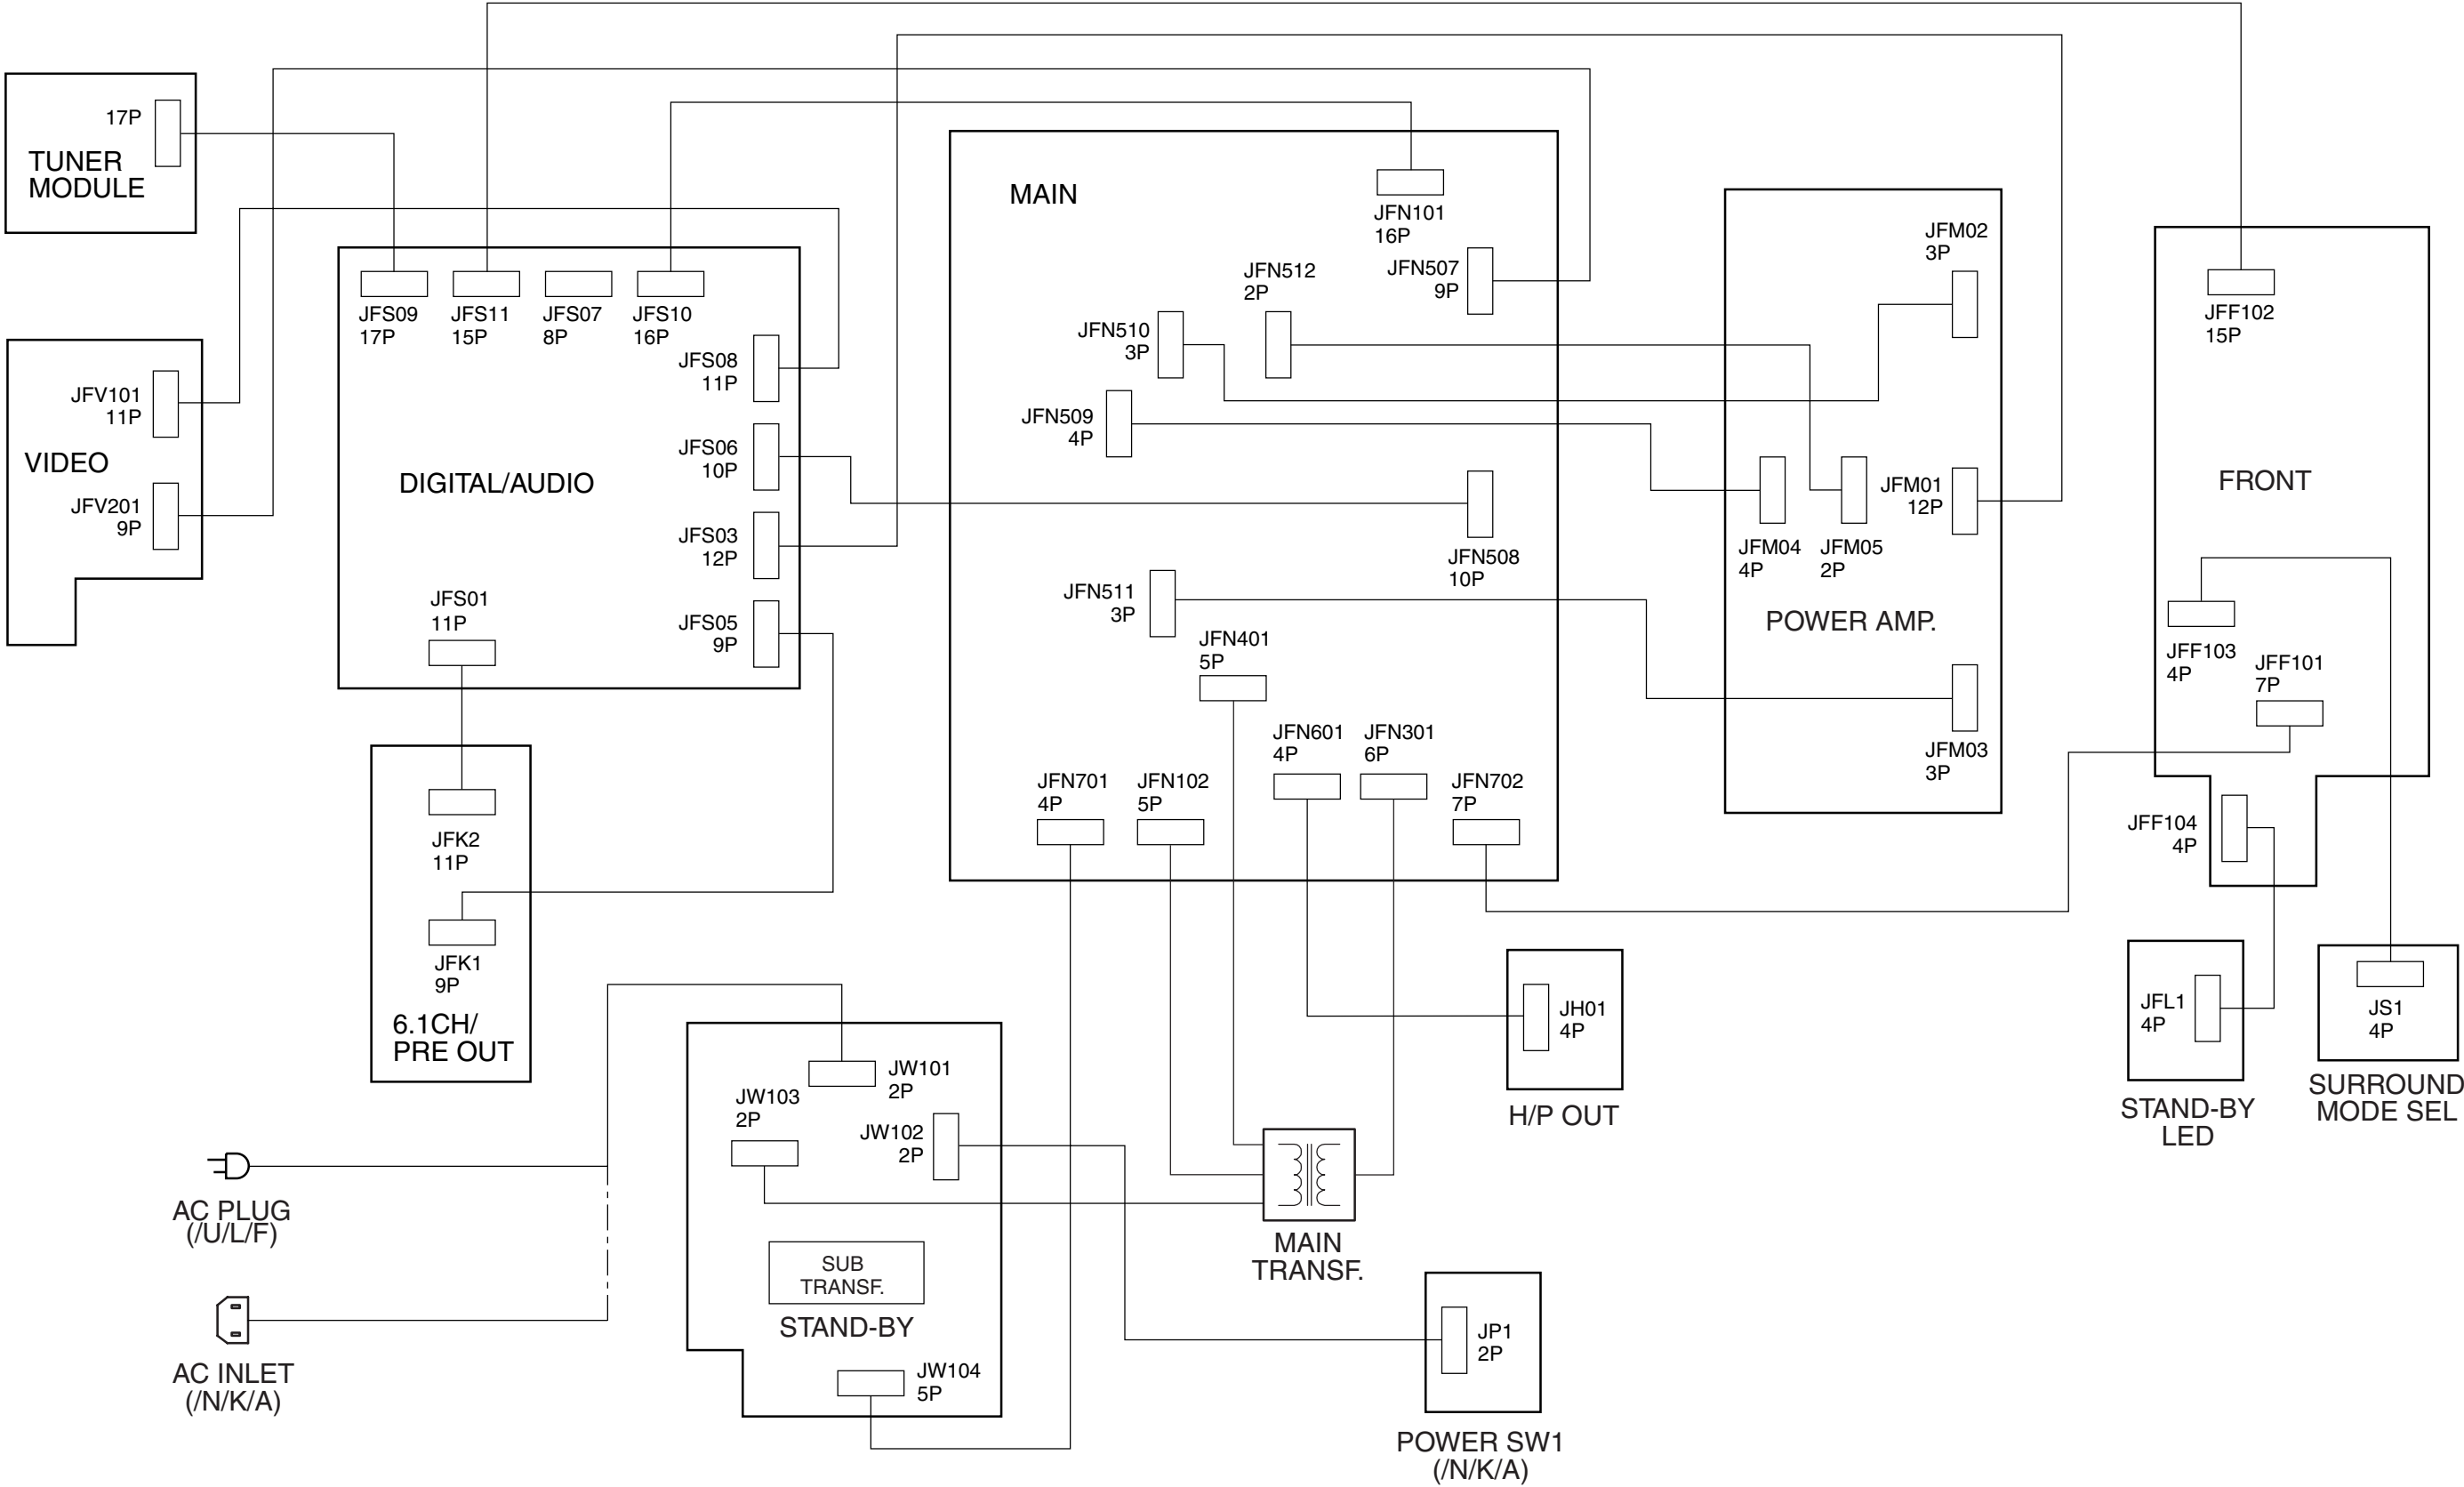 17P
TUNER
MODULE
JFV101
11P
VIDEO
JFV201
9P
JFS09
17P
JFS11
15P
JFS07
8P
JFS10
16P
JFS08
11P
JFS06
10P
DIGITAL/AUDIO
JFS03
12P
JFS01
11P
JFS05
9P
JFK2
11P
JFK1
9P
6.1CH/
PRE OUT
MAIN
JFN101
16P
JFN507
9P
JFN512
2P
JFN510
3P
JFN509
4P
JFN508
10P
JFN511
3P
JFN401
5P
JFN601
4P
JFN301
6P
JFN701
4P
JFN102
5P
JFN702
7P
JFM02
3P
JFM01
12P
JFM04
4P
JFM05
2P
POWER AMP.
JFM03
3P
JFF102
15P
FRONT
JFF103
4P
JFF101
7P
JFF104
4P
JFL1
4P
STAND-BY
LED
JS1
4P
SURROUND
MODE SEL
JH01
4P
H/P OUT
JW101
2P
JW103
2P
JW102
2P
SUB
TRANSF.
STAND-BY
JW104
5P
MAIN
TRANSF.
JP1
2P
POWER SW1
(/N/K/A)
AC PLUG
(/U/L/F)
AC INLET
(/N/K/A)